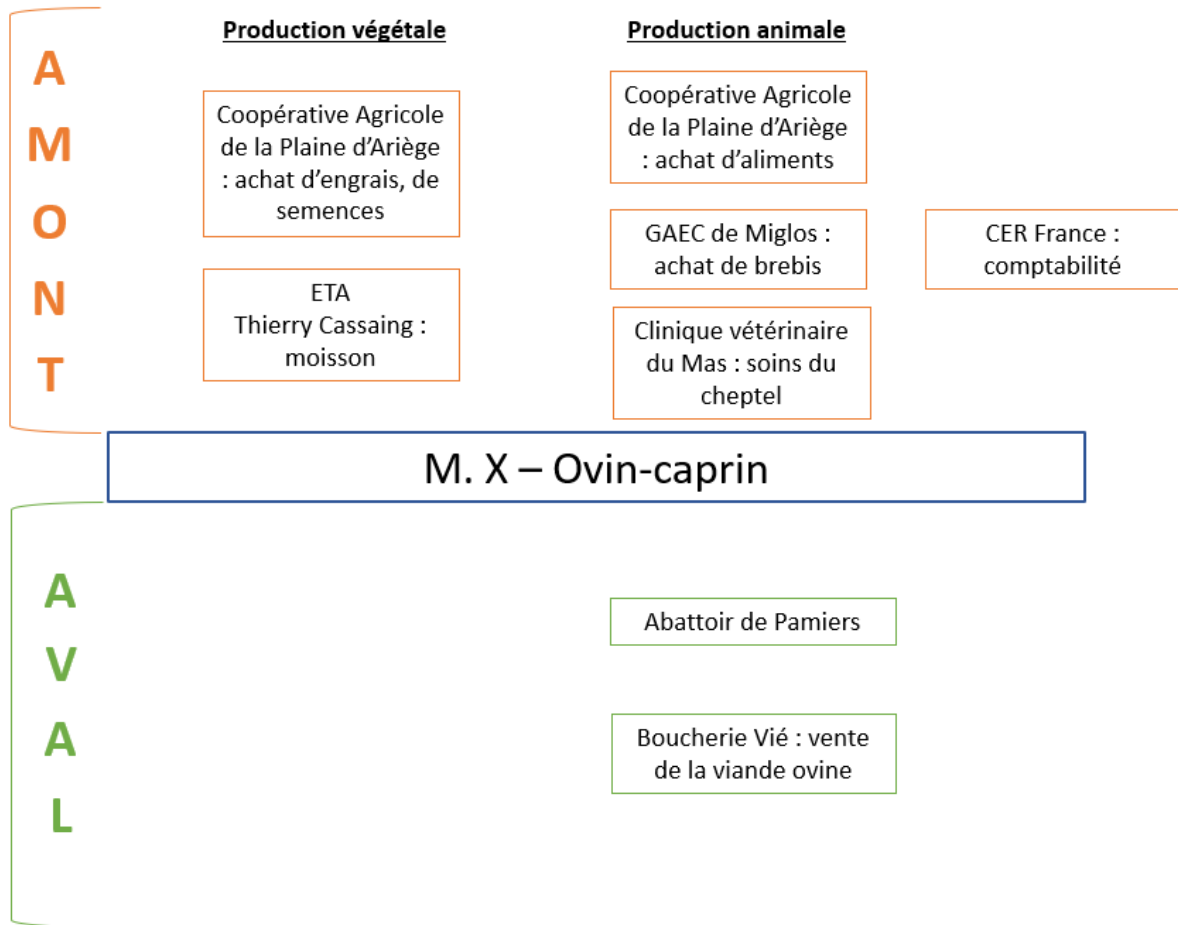 Production végétale
Production animale
A
M
O
N
T
Coopérative Agricole
de la Plaine d'Ariège
: achat d'engrais, de
semences
ETA
Thierry Cassaing :
moisson
Coopérative Agricole
de la Plaine d'Ariège
: achat d'aliments
GAEC de Miglos :
achat de brebis
Clinique vétérinaire
du Mas : soins du
cheptel
CER France :
comptabilité
M. X – Ovin-caprin
A
V
A
L
Abattoir de Pamiers
Boucherie Vié : vente
de la viande ovine